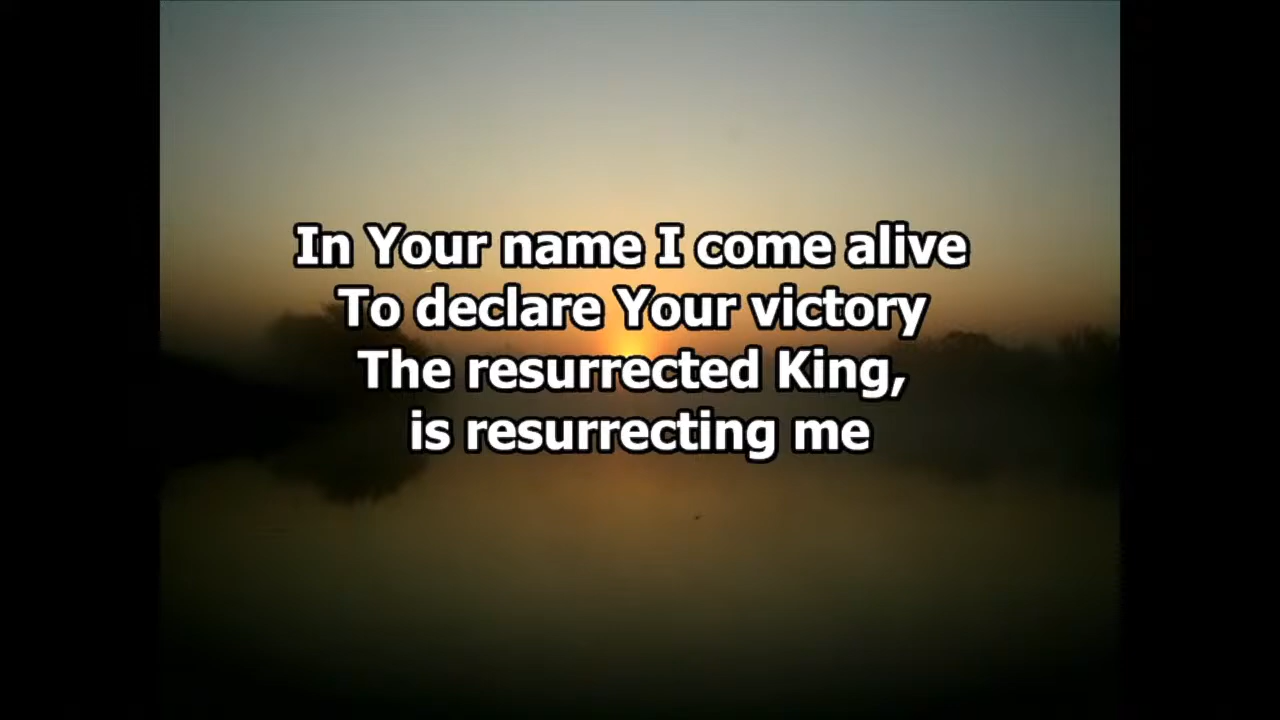 In Your name I come alive
To declare Your victory
The resurrected King,
is resurrecting me